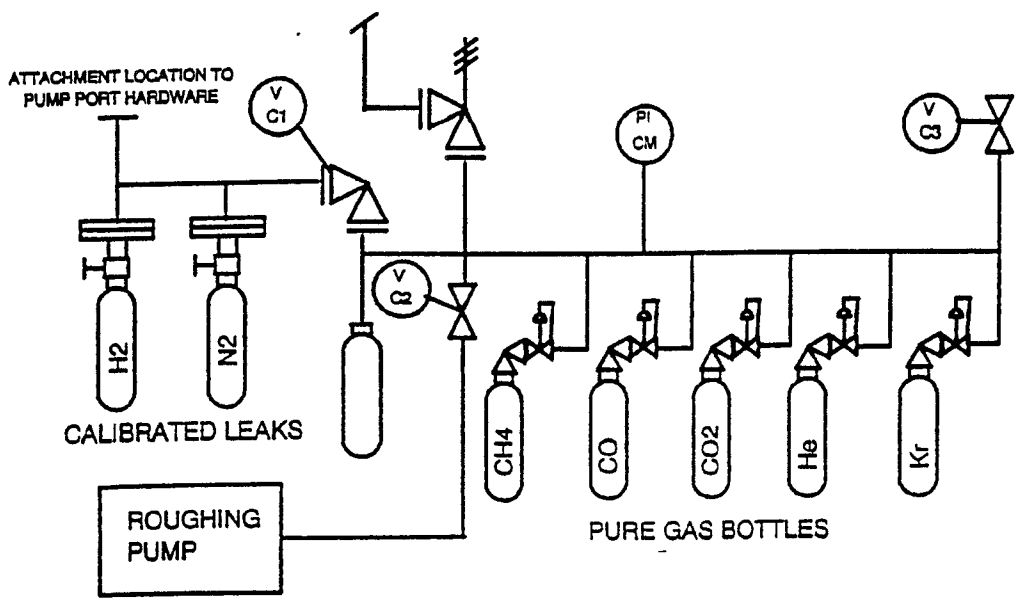 ATTACHMENT LOCATION TO
PUMP PORT HARDWARE
V
C1
PI
CM
V
C3
V
C2
H2
N2
CALIBRATED LEAKS
CH4
CO
CO2
He
Kr
PURE GAS BOTTLES
ROUGHING
PUMP